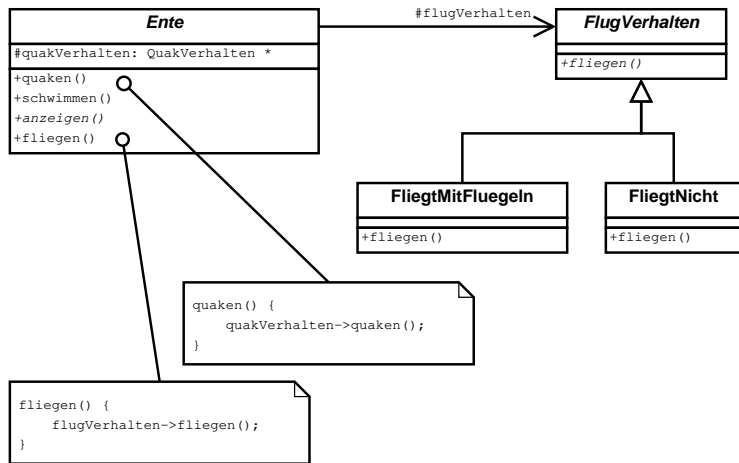 Ente
#quakVerhalten: QuakVerhalten *
+quaken()
+schwimmen()
+anzeigen()
+fliegen()
#flugVerhalten
FlugVerhalten
+fliegen()
FliegtMitFluegeln
+fliegen()
FliegtNicht
+fliegen()
quaken() {
quakVerhalten->quaken();
}
fliegen() {
flugVerhalten->fliegen();
}